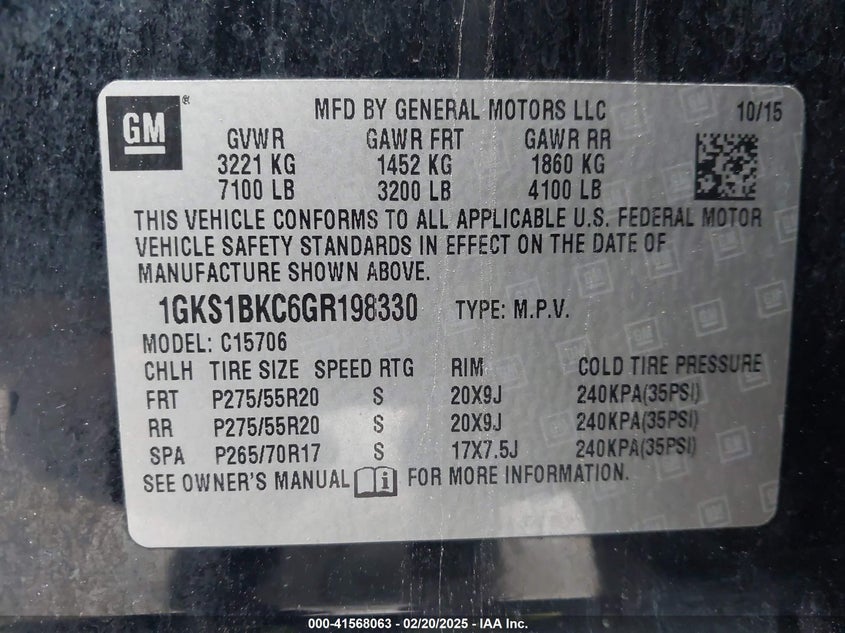 GM ® MFD BY GENERAL MOTORS LLC 10/15
GVWR GAWR FRT GAWR RR
3221 KG 1452 KG 1860 KG
7100 LB 3200 LB 4100 LB
THIS VEHICLE CONFORMS TO ALL APPLICABLE U.S. FEDERAL MOTOR
VEHICLE SAFETY STANDARDS IN EFFECT ON THE DATE OF
MANUFACTURE SHOWN ABOVE.
1GKS1BKC6GR198330 TYPE: M.P.V.
MODEL: C15706
CHLH TIRE SIZE SPEED RTG RIM COLD TIRE PRESSURE
FRT P275/55R20 S 20X9J 240KPA(35PSI)
RR P275/55R20 S 20X9J 240KPA(35PSI)
SPA P265/70R17 S 17X7.5J 240KPA(35PSI)
SEE OWNER'S MANUAL i FOR MORE INFORMATION.
000-41568063 - 02/20/2025 - IAA Inc.